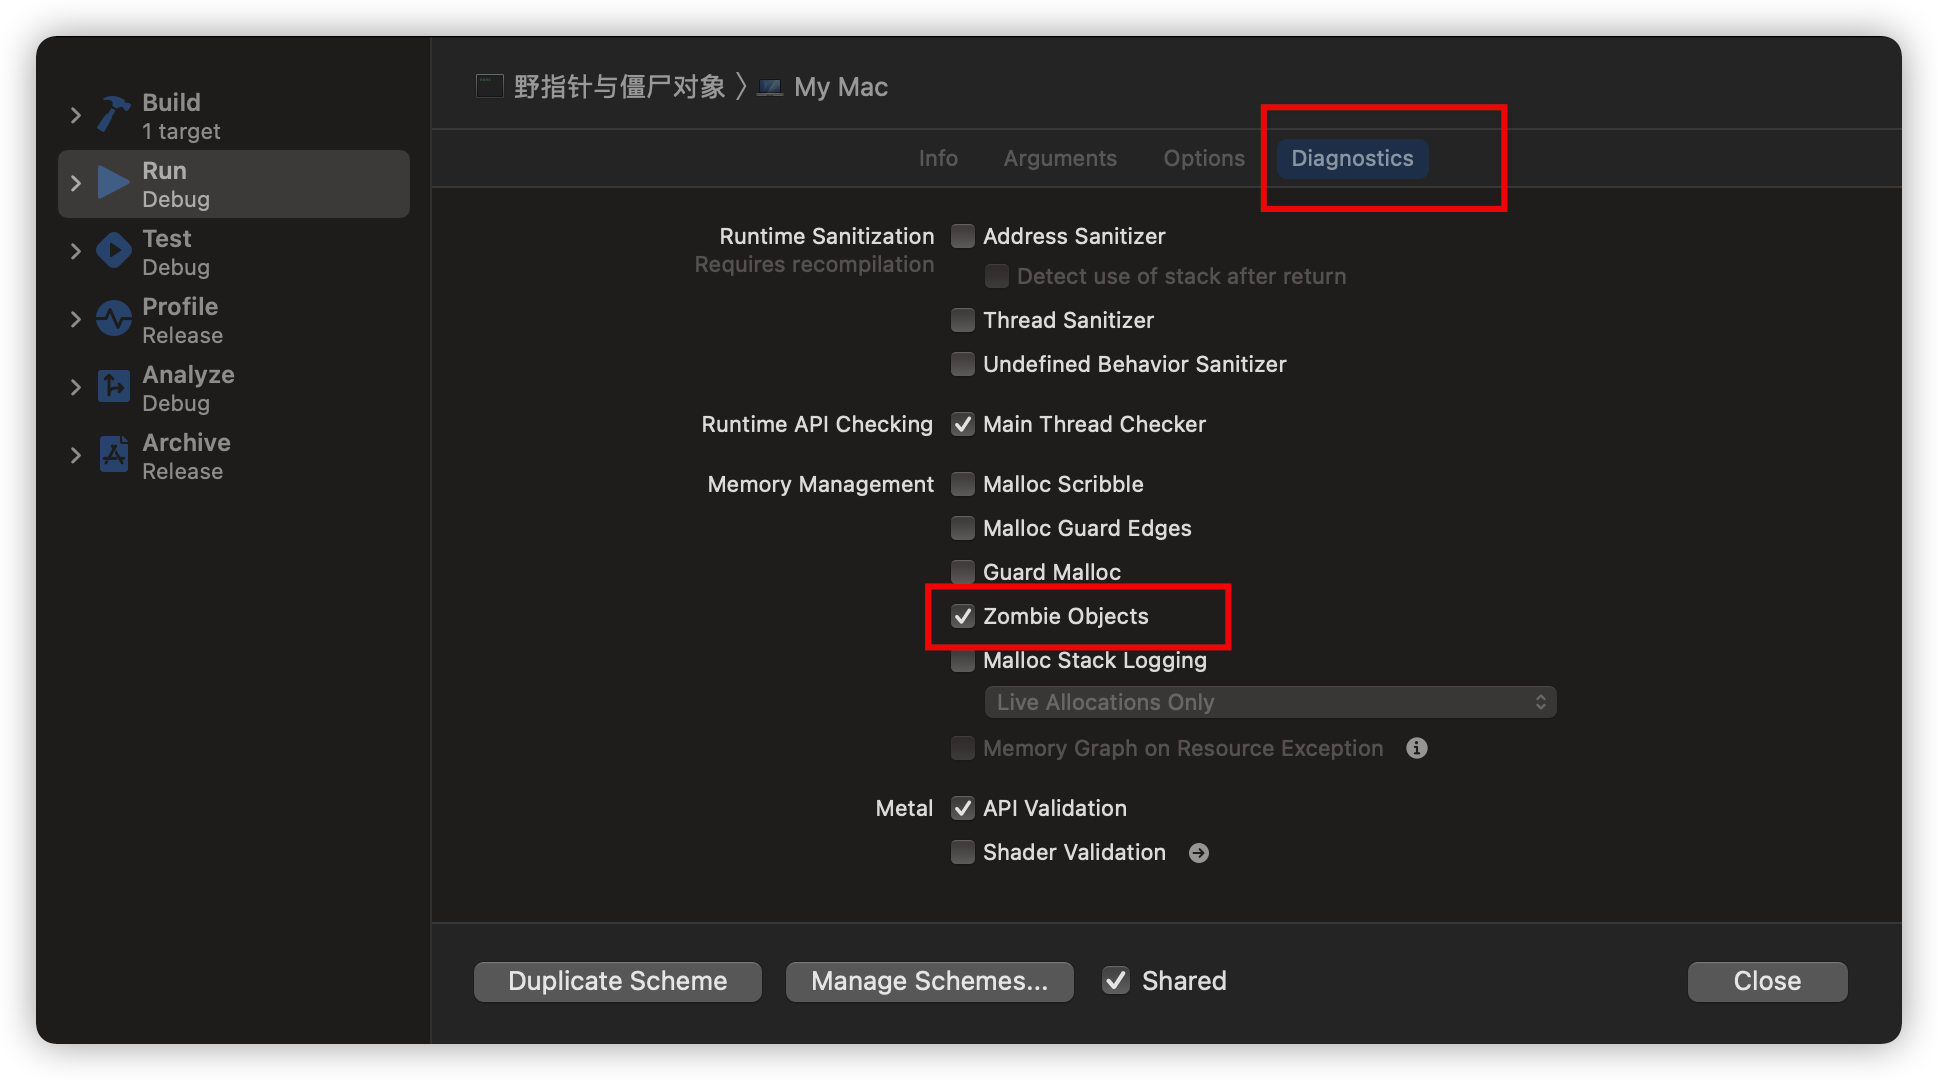 Build
1 target
Run
Debug
Test
Debug
Profile
Release
Analyze
Debug
Archive
Release
野指针与僵尸对象 〉 My Mac
Info Arguments Options Diagnostics
Runtime Sanitization Address Sanitizer
Requires recompilation
Detect use of stack after return
Thread Sanitizer
Undefined Behavior Sanitizer
Runtime API Checking Main Thread Checker
Memory Management Malloc Scribble
Malloc Guard Edges
Guard Malloc
Zombie Objects
Malloc Stack Logging
Live Allocations Only
Memory Graph on Resource Exception
Metal API Validation
Shader Validation
Duplicate Scheme Manage Schemes... Shared Close